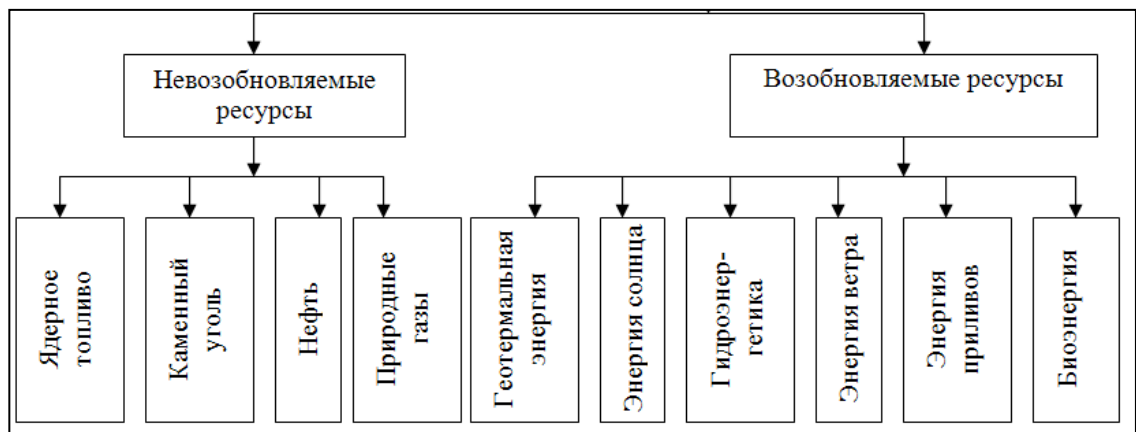 Невозобновляемые
ресурсы
Возобновляемые ресурсы
Ядерное
топливо
Каменный
уголь
Нефть
Природные
газы
Геотермальная
энергия
Энергия солнца
Гидроэнер-
гетика
Энергия ветра
Энергия
приливов
Биоэнергия